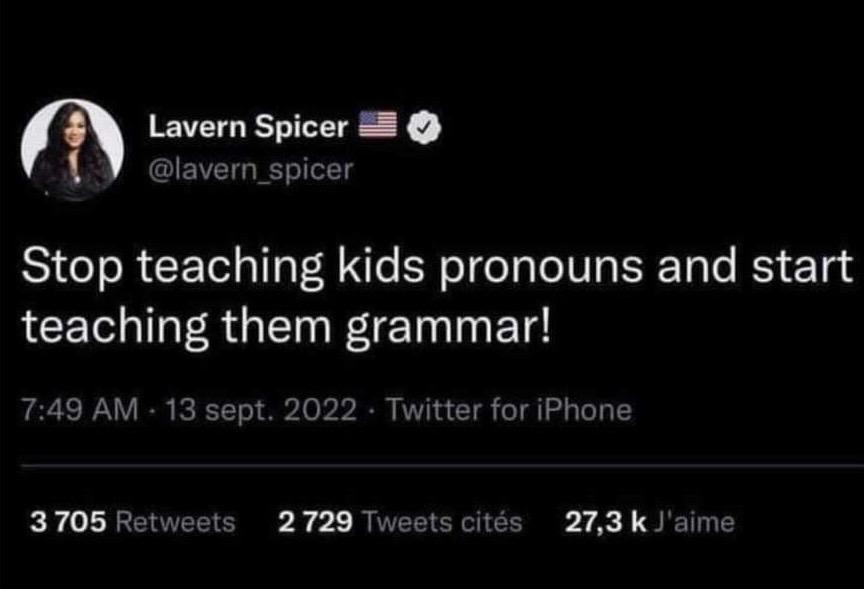 Lavern Spicer 🇺🇸
@lavern_spicer
Stop teaching kids pronouns and start
teaching them grammar!
7:49 AM · 13 sept. 2022 · Twitter for iPhone
3 705 Retweets 2 729 Tweets cités 27,3 k J'aime